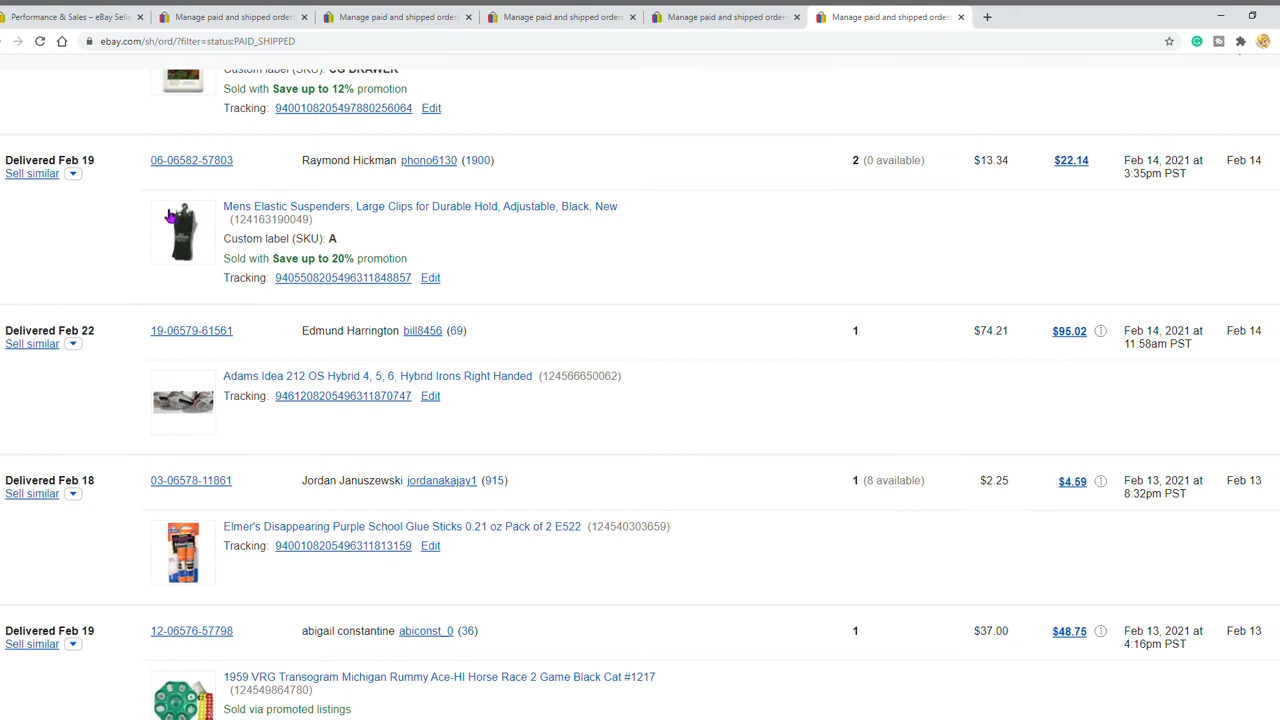 Performance & Sales – eBay Selle
Manage paid and shipped orders
Manage paid and shipped orders
Manage paid and shipped orders
Manage paid and shipped orders
Manage paid and shipped orders
ebay.com/sh/ord/?filter=status:PAID_SHIPPED
Custom label (SKU): CG DRAWER
Sold with Save up to 12% promotion
Tracking: 9400108205497880256064 Edit
Delivered Feb 19 06-06582-57803 Raymond Hickman phono6130 (1900) 2 (0 available) $13.34 $22.14 Feb 14, 2021 at Feb 14
Sell similar 3:35pm PST
Mens Elastic Suspenders, Large Clips for Durable Hold, Adjustable, Black, New
(124163190049)
Custom label (SKU): A
Sold with Save up to 20% promotion
Tracking: 9405508205496311848857 Edit
Delivered Feb 22 19-06579-61561 Edmund Harrington bill8456 (69) 1 $74.21 $95.02 Feb 14, 2021 at Feb 14
Sell similar 11:58am PST
Adams Idea 212 OS Hybrid 4, 5, 6, Hybrid Irons Right Handed (124566650062)
Tracking: 9461208205496311870747 Edit
Delivered Feb 18 03-06578-11861 Jordan Januszewski jordanakajay1 (915) 1 (8 available) $2.25 $4.59 Feb 13, 2021 at Feb 13
Sell similar 8:32pm PST
Elmer's Disappearing Purple School Glue Sticks 0.21 oz Pack of 2 E522 (124540303659)
Tracking: 9400108205496311813159 Edit
Delivered Feb 19 12-06576-57798 abigail constantine abiconst_0 (36) 1 $37.00 $48.75 Feb 13, 2021 at Feb 13
Sell similar 4:16pm PST
1959 VRG Transogram Michigan Rummy Ace-HI Horse Race 2 Game Black Cat #1217
(124549864780)
Sold via promoted listings